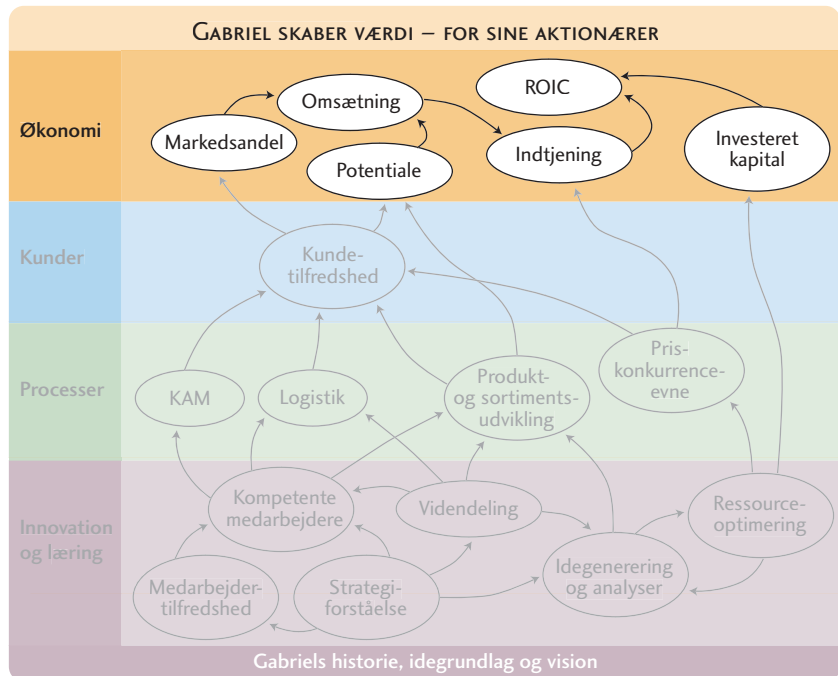 GABRIEL SKABER VÆRDI – FOR SINE AKTIONÆRER
Økonomi
Omsætning
ROIC
Markedsandel
Potentiale
Indtjening
Investeret
kapital
Kunder
Kunde-
tilfredshed
Processer
KAM
Logistik
Produkt-
og sortiments-
udvikling
Pris-
konkurrence-
evne
Innovation
og læring
Kompetente
medarbejdere
Videndeling
Ressource-
optimering
Idegenerering
og analyser
Medarbejder-
tilfredshed
Strategi-
forståelse
Gabriels historie, idegrundlag og vision